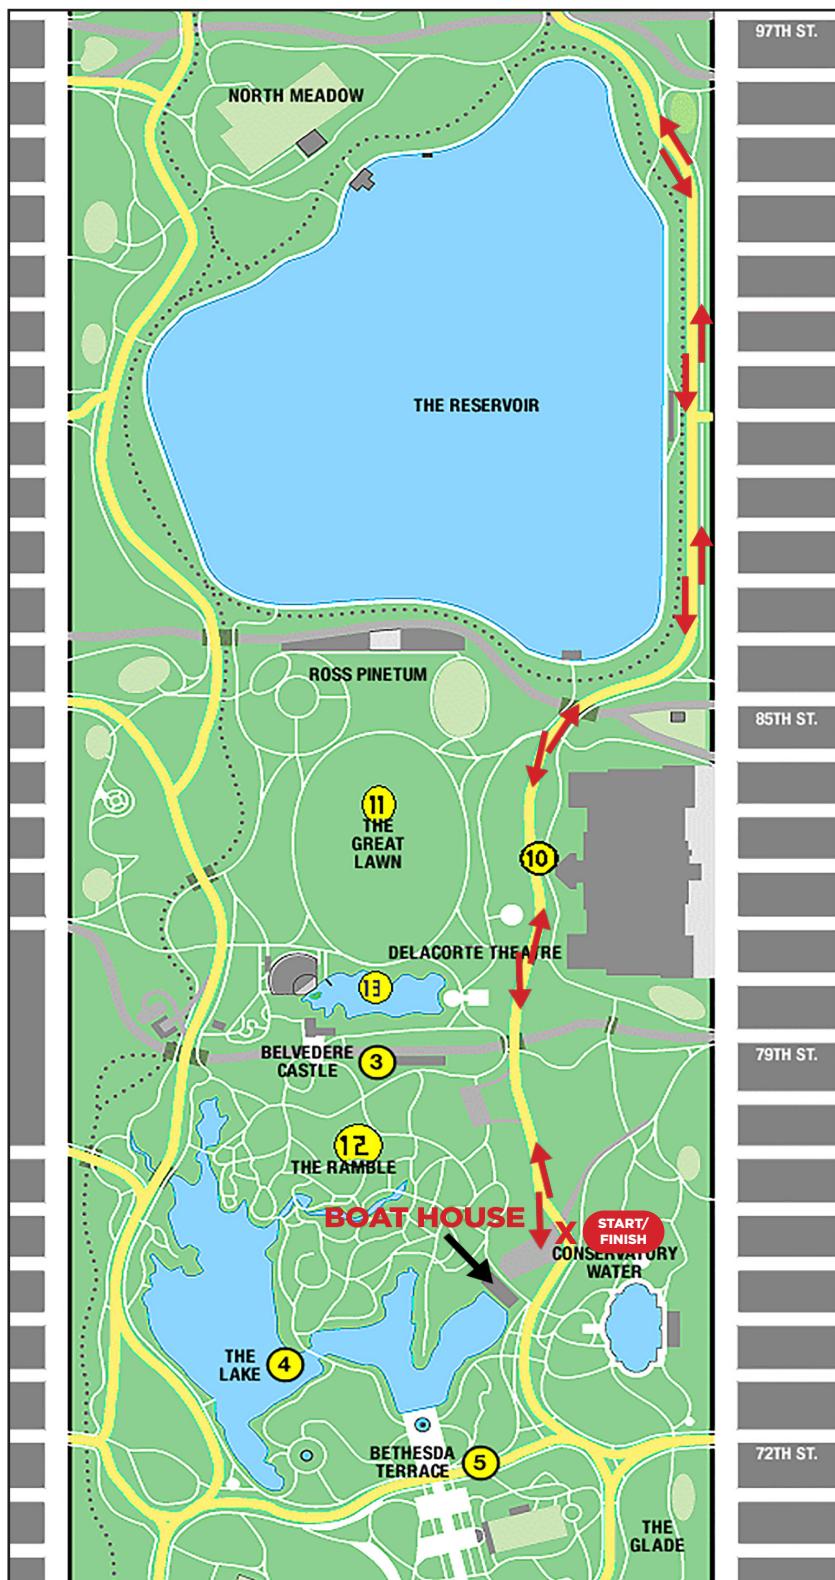 97TH ST.
NORTH MEADOW
THE RESERVOIR
ROSS PINETUM
85TH ST.
11
THE
GREAT
LAWN
10
DELACORTE THEATRE
13
BELVEDERE
CASTLE
3
79TH ST.
12
THE RAMBLE
BOAT HOUSE
X
START/
FINISH
CONSERVATORY
WATER
THE
LAKE
4
BETHESDA
TERRACE
5
72TH ST.
THE
GLADE